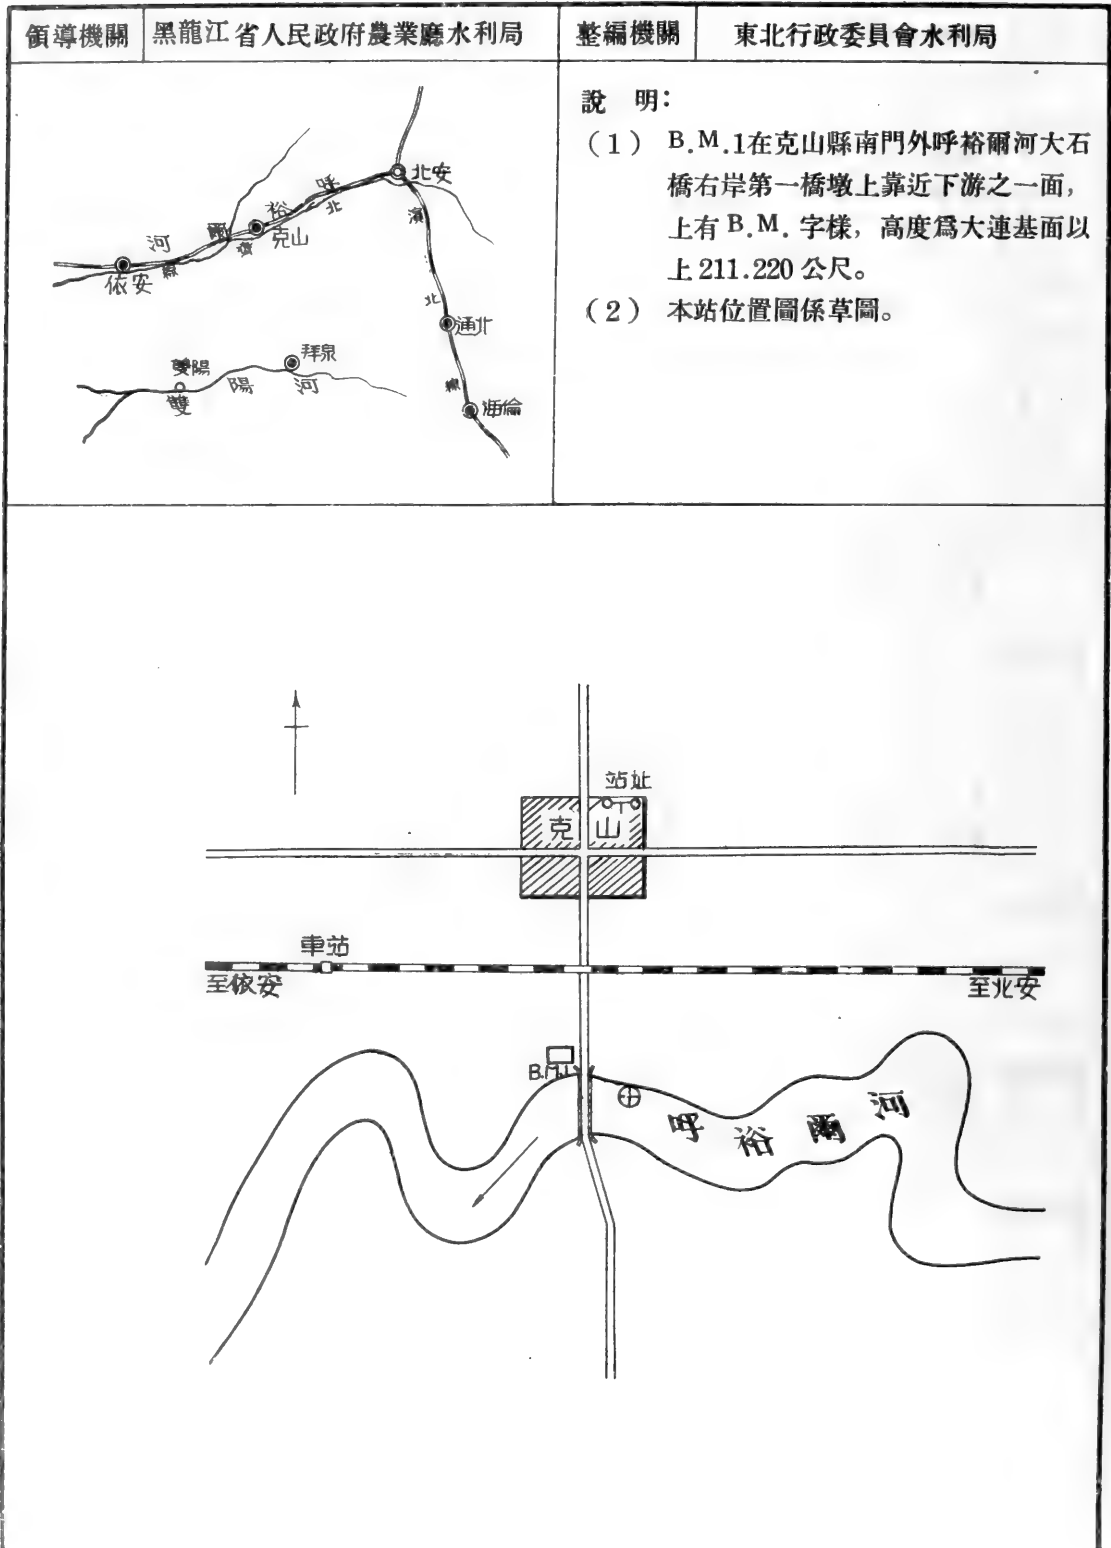 領導機關 黑龍江省人民政府農業廳水利局 整編機關 東北行政委員會水利局
說 明：
（1） B.M.1在克山縣南門外呼裕爾河大石
橋右岸第一橋墩上靠近下游之一面，
上有B.M.字樣，高度爲大連基面以
上211.220公尺。
（2） 本站位置圖係草圖。
北安
呼裕爾河
克山
齊北線
依安
濱北線
通北
海倫
拜泉
雙陽
雙陽河
站址
克山
車站
至依安
至北安
B.M.1
呼裕爾河